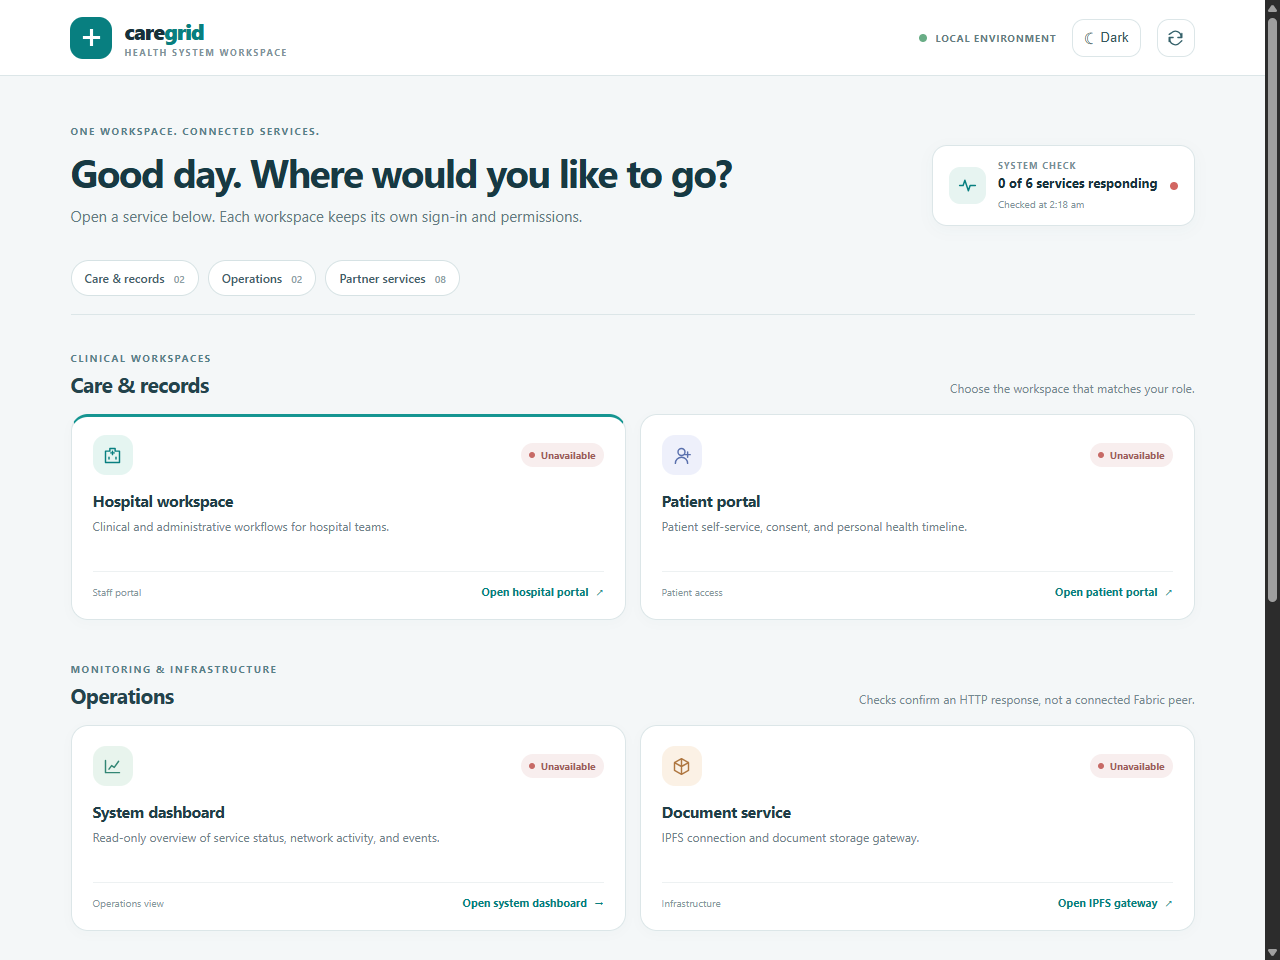 caregrid
HEALTH SYSTEM WORKSPACE
LOCAL ENVIRONMENT
Dark
ONE WORKSPACE. CONNECTED SERVICES.
Good day. Where would you like to go?
Open a service below. Each workspace keeps its own sign-in and permissions.
SYSTEM CHECK
0 of 6 services responding
Checked at 2:18 am
Care & records 02
Operations 02
Partner services 08
CLINICAL WORKSPACES
Care & records
Choose the workspace that matches your role.
Unavailable
Hospital workspace
Clinical and administrative workflows for hospital teams.
Staff portal
Open hospital portal ↗
Unavailable
Patient portal
Patient self-service, consent, and personal health timeline.
Patient access
Open patient portal ↗
MONITORING & INFRASTRUCTURE
Operations
Checks confirm an HTTP response, not a connected Fabric peer.
Unavailable
System dashboard
Read-only overview of service status, network activity, and events.
Operations view
Open system dashboard →
Unavailable
Document service
IPFS connection and document storage gateway.
Infrastructure
Open IPFS gateway ↗